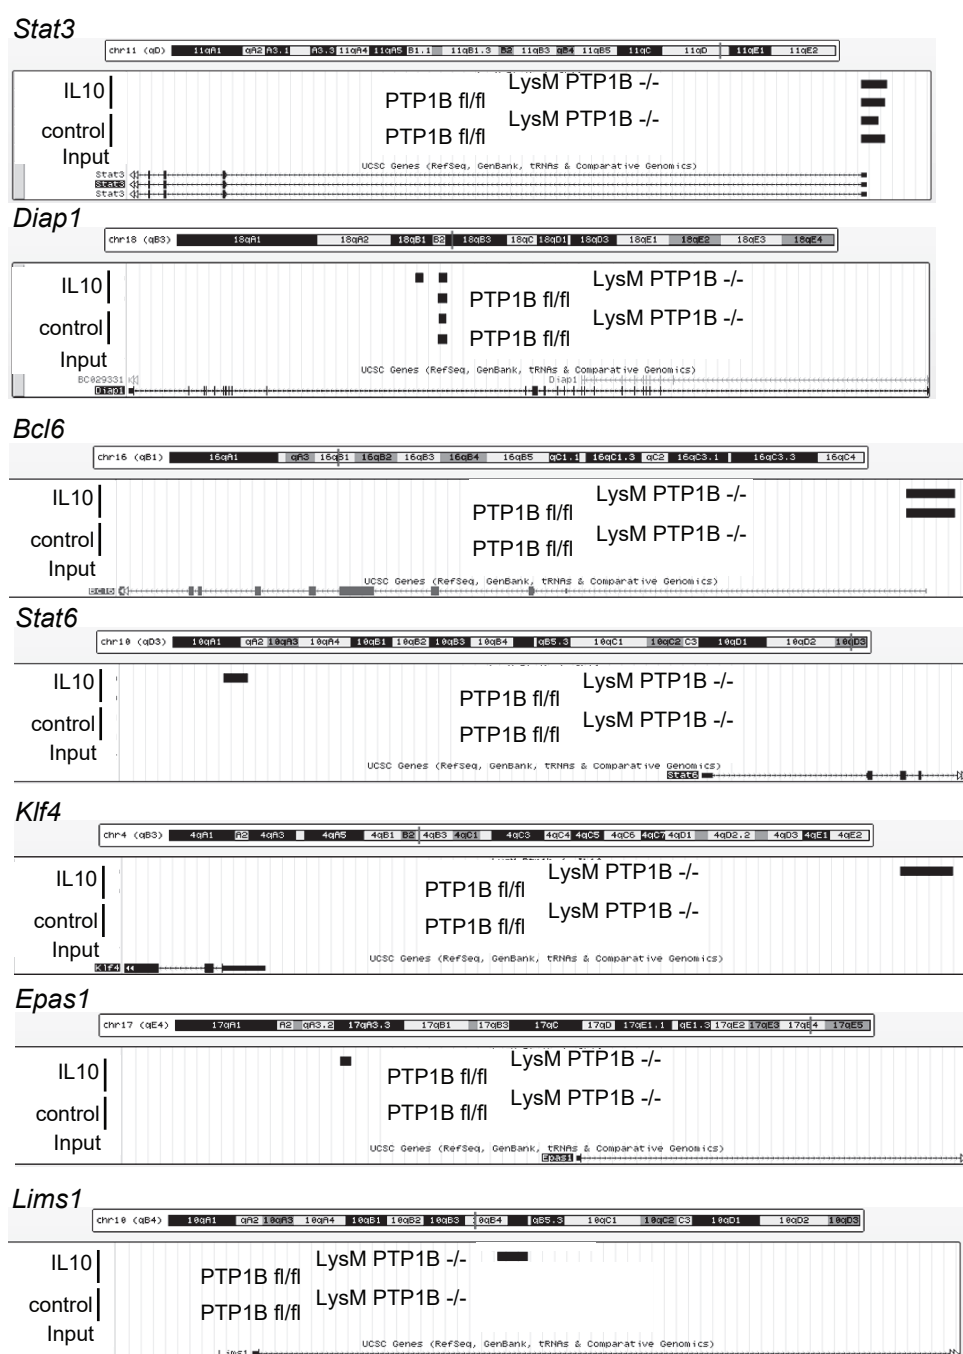 Stat3
chr11 (qD) 11qA1 qA2 A3.1 A3.3 11qA4 11qA5 B1.1 11qB1.3 B2 11qB3 qB4 11qB5 11qC 11qD 11qE1 11qE2
IL10 LysM PTP1B -/-
PTP1B fl/fl
control LysM PTP1B -/-
PTP1B fl/fl
Input
UCSC Genes (RefSeq, GenBank, tRNAs & Comparative Genomics)
Stat3
Stat3
Stat3
Diap1
chr18 (qB3) 18qA1 18qA2 18qB1 B2 18qB3 18qC 18qD1 18qD3 18qE1 18qE2 18qE3 18qE4
IL10 LysM PTP1B -/-
PTP1B fl/fl
control LysM PTP1B -/-
PTP1B fl/fl
Input
UCSC Genes (RefSeq, GenBank, tRNAs & Comparative Genomics)
BC029331 Diap1
Diap1
Bcl6
chr16 (qB1) 16qA1 qA3 16qB1 16qB2 16qB3 16qB4 16qB5 qC1.1 16qC1.3 qC2 16qC3.1 16qC3.3 16qC4
IL10 LysM PTP1B -/-
PTP1B fl/fl
control LysM PTP1B -/-
PTP1B fl/fl
Input
UCSC Genes (RefSeq, GenBank, tRNAs & Comparative Genomics)
Bcl6
Stat6
chr10 (qD3) 10qA1 qA2 10qA3 10qA4 10qB1 10qB2 10qB3 10qB4 qB5.3 10qC1 10qC2 C3 10qD1 10qD2 10qD3
IL10 LysM PTP1B -/-
PTP1B fl/fl
control LysM PTP1B -/-
PTP1B fl/fl
Input
UCSC Genes (RefSeq, GenBank, tRNAs & Comparative Genomics)
Stat6
Klf4
chr4 (qB3) 4qA1 A2 4qA3 4qA5 4qB1 B2 4qB3 4qC1 4qC3 4qC4 4qC5 4qC6 4qC7 4qD1 4qD2.2 4qD3 4qE1 4qE2
IL10 LysM PTP1B -/-
PTP1B fl/fl
control LysM PTP1B -/-
PTP1B fl/fl
Input
UCSC Genes (RefSeq, GenBank, tRNAs & Comparative Genomics)
Klf4
Epas1
chr17 (qE4) 17qA1 A2 qA3.2 17qA3.3 17qB1 17qB3 17qC 17qD 17qE1.1 qE1.3 17qE2 17qE3 17qE4 17qE5
IL10 LysM PTP1B -/-
PTP1B fl/fl
control LysM PTP1B -/-
PTP1B fl/fl
Input
UCSC Genes (RefSeq, GenBank, tRNAs & Comparative Genomics)
Epas1
Lims1
chr10 (qB4) 10qA1 qA2 10qA3 10qA4 10qB1 10qB2 10qB3 10qB4 qB5.3 10qC1 10qC2 C3 10qD1 10qD2 10qD3
IL10 LysM PTP1B -/-
PTP1B fl/fl
control LysM PTP1B -/-
PTP1B fl/fl
Input
UCSC Genes (RefSeq, GenBank, tRNAs & Comparative Genomics)
Lims1